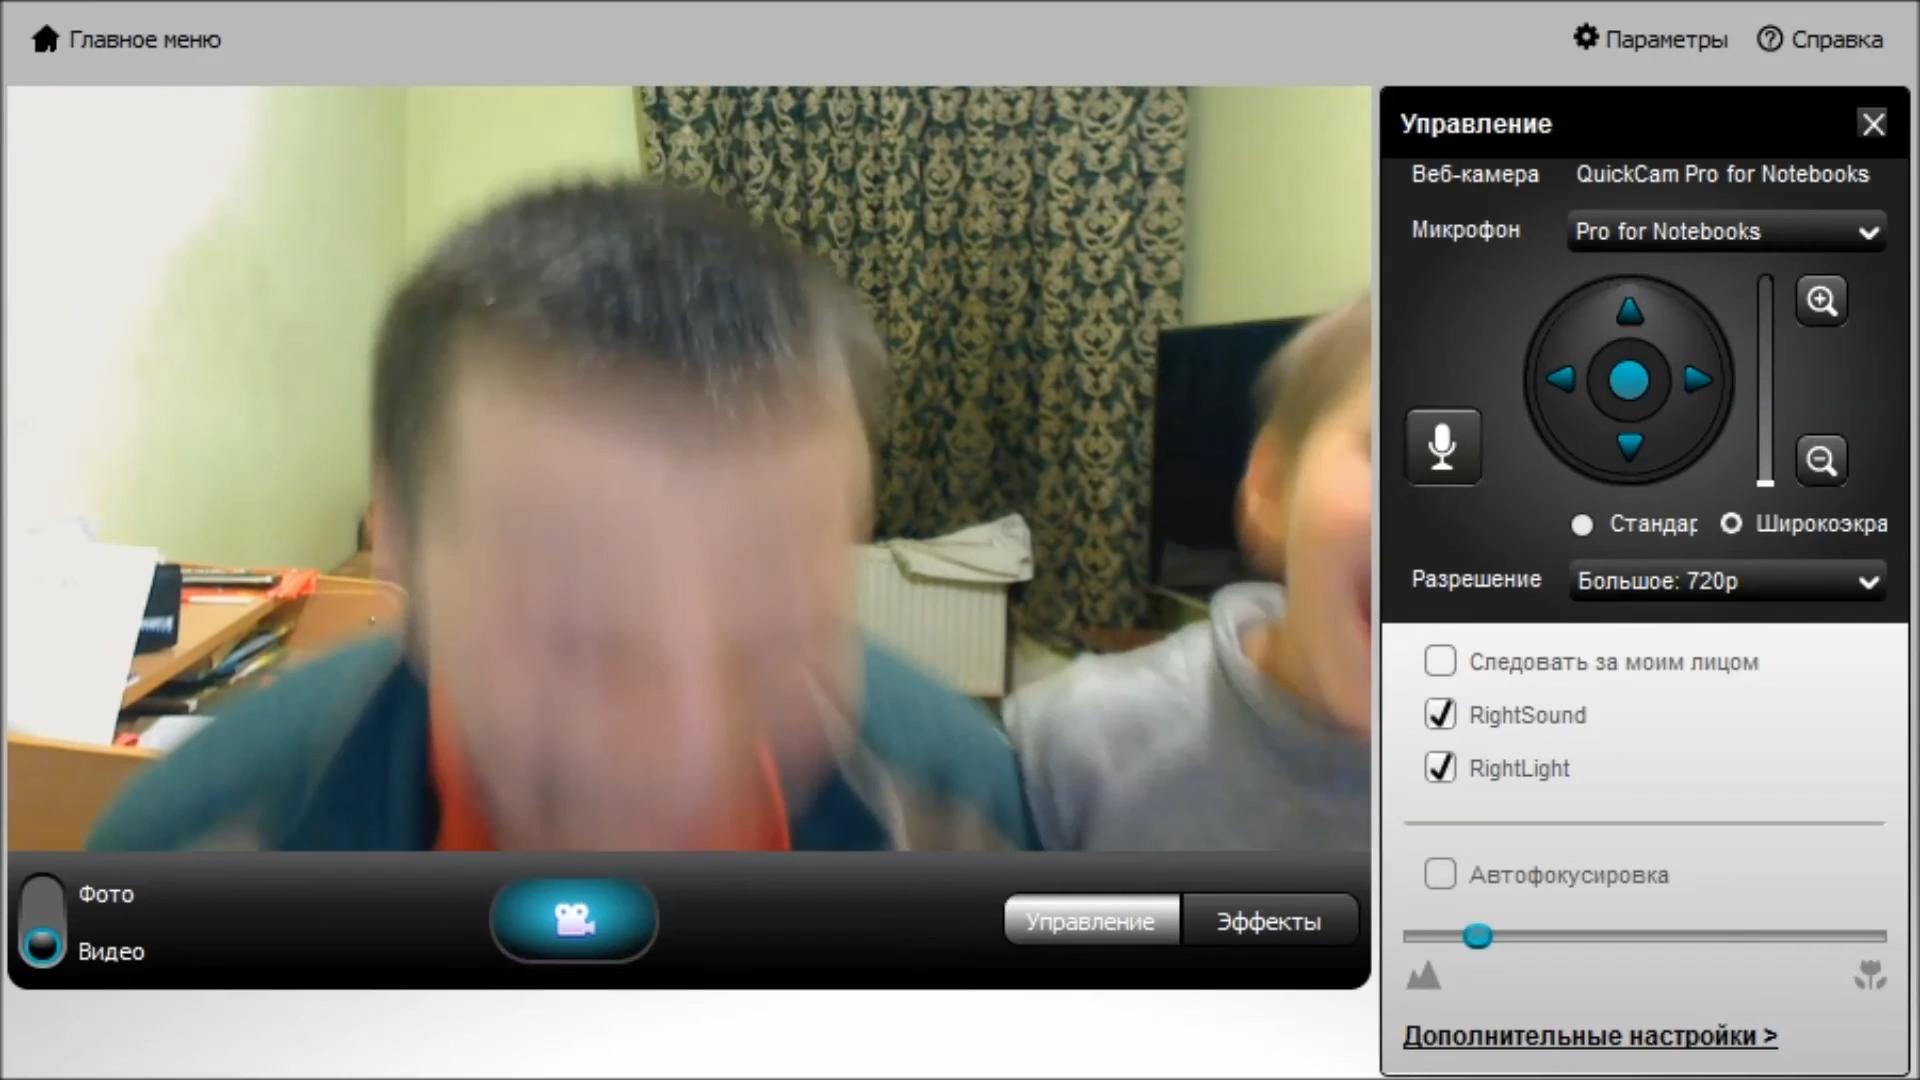 Главное меню
Параметры
Справка
Управление
Веб-камера QuickCam Pro for Notebooks
Микрофон Pro for Notebooks
Стандар Широкоэкра
Разрешение Большое: 720p
Следовать за моим лицом
RightSound
RightLight
Автофокусировка
Дополнительные настройки >
Фото
Видео
Управление
Эффекты